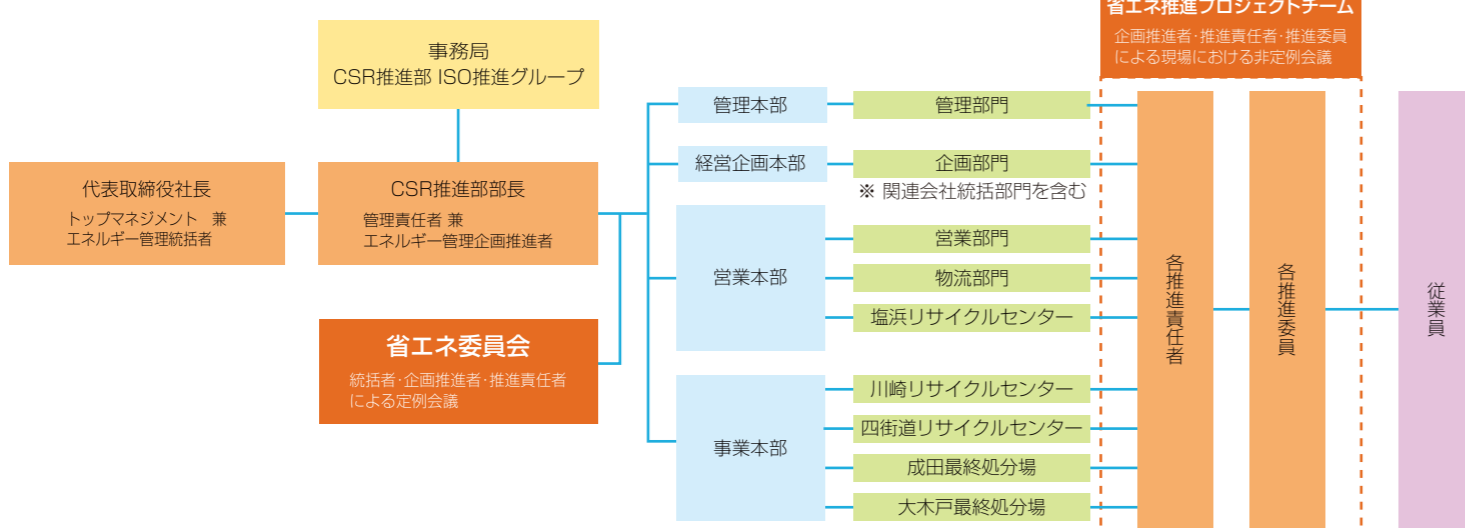 省エネ推進プロジェクトチーム
企画推進者・推進責任者・推進委員
による現場における非定例会議
事務局
CSR推進部 ISO推進グループ
代表取締役社長
トップマネジメント　兼
エネルギー管理統括者
CSR推進部部長
管理責任者 兼
エネルギー管理企画推進者
省エネ委員会
統括者・企画推進者・推進責任者
による定例会議
管理本部
管理部門
経営企画本部
企画部門
※ 関連会社統括部門を含む
営業本部
営業部門
物流部門
塩浜リサイクルセンター
事業本部
川崎リサイクルセンター
四街道リサイクルセンター
成田最終処分場
大木戸最終処分場
各推進責任者
各推進委員
従業員